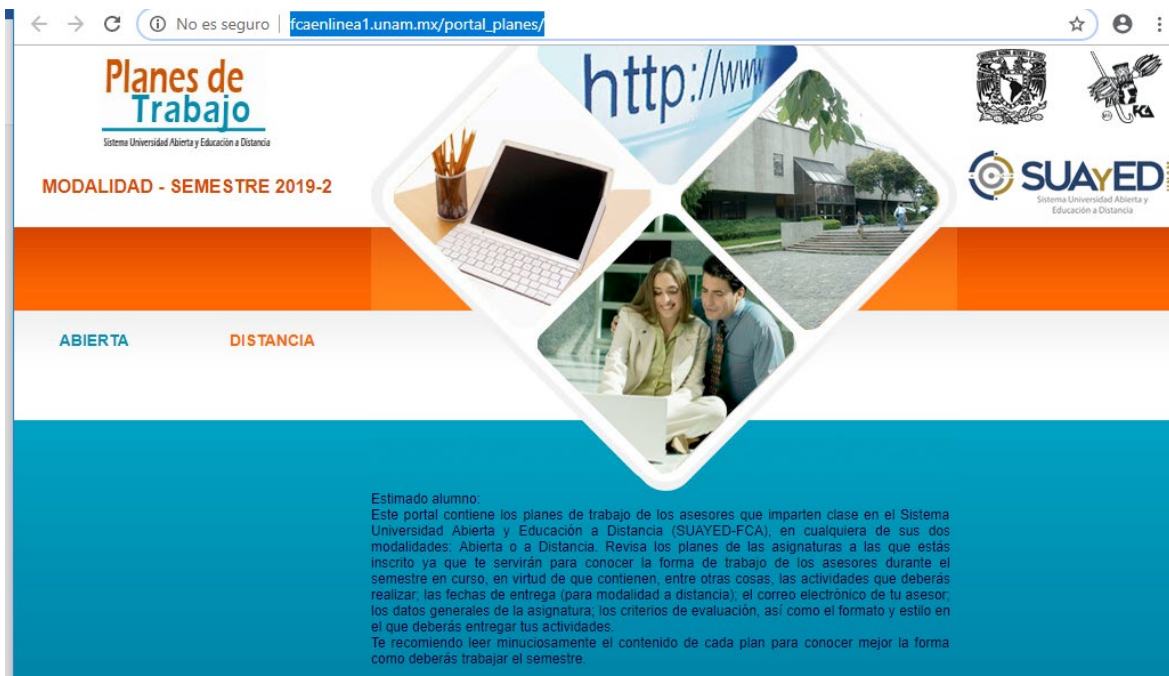 No es seguro | fcaenlinea1.unam.mx/portal_planes/
Planes de
Trabajo
Sistema Universidad Abierta y Educación a Distancia
MODALIDAD - SEMESTRE 2019-2
http://www
FCA
SUAYED
Sistema Universidad Abierta y
Educación a Distancia
ABIERTA
DISTANCIA
Estimado alumno:
Este portal contiene los planes de trabajo de los asesores que imparten clase en el Sistema
Universidad Abierta y Educación a Distancia (SUAYED-FCA), en cualquiera de sus dos
modalidades: Abierta o a Distancia. Revisa los planes de las asignaturas a las que estás
inscrito ya que te servirán para conocer la forma de trabajo de los asesores durante el
semestre en curso, en virtud de que contienen, entre otras cosas, las actividades que deberás
realizar; las fechas de entrega (para modalidad a distancia); el correo electrónico de tu asesor;
los datos generales de la asignatura; los criterios de evaluación, así como el formato y estilo en
el que deberás entregar tus actividades.
Te recomiendo leer minuciosamente el contenido de cada plan para conocer mejor la forma
como deberás trabajar el semestre.